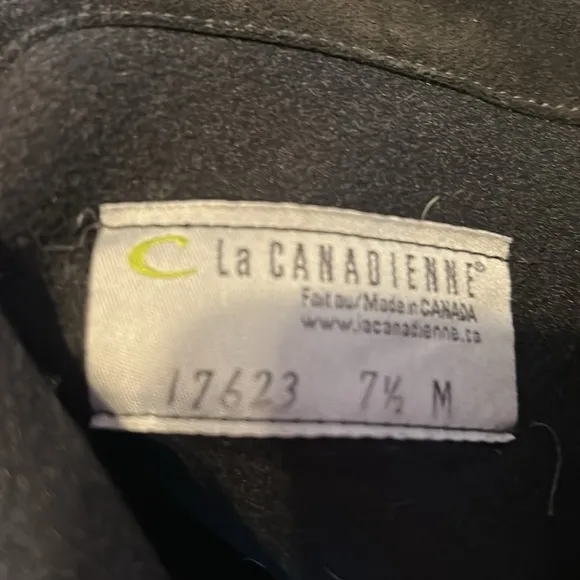 La CANADIENNE®
Fait au/Made in CANADA
www.lacanadienne.ca
17623 7½ M